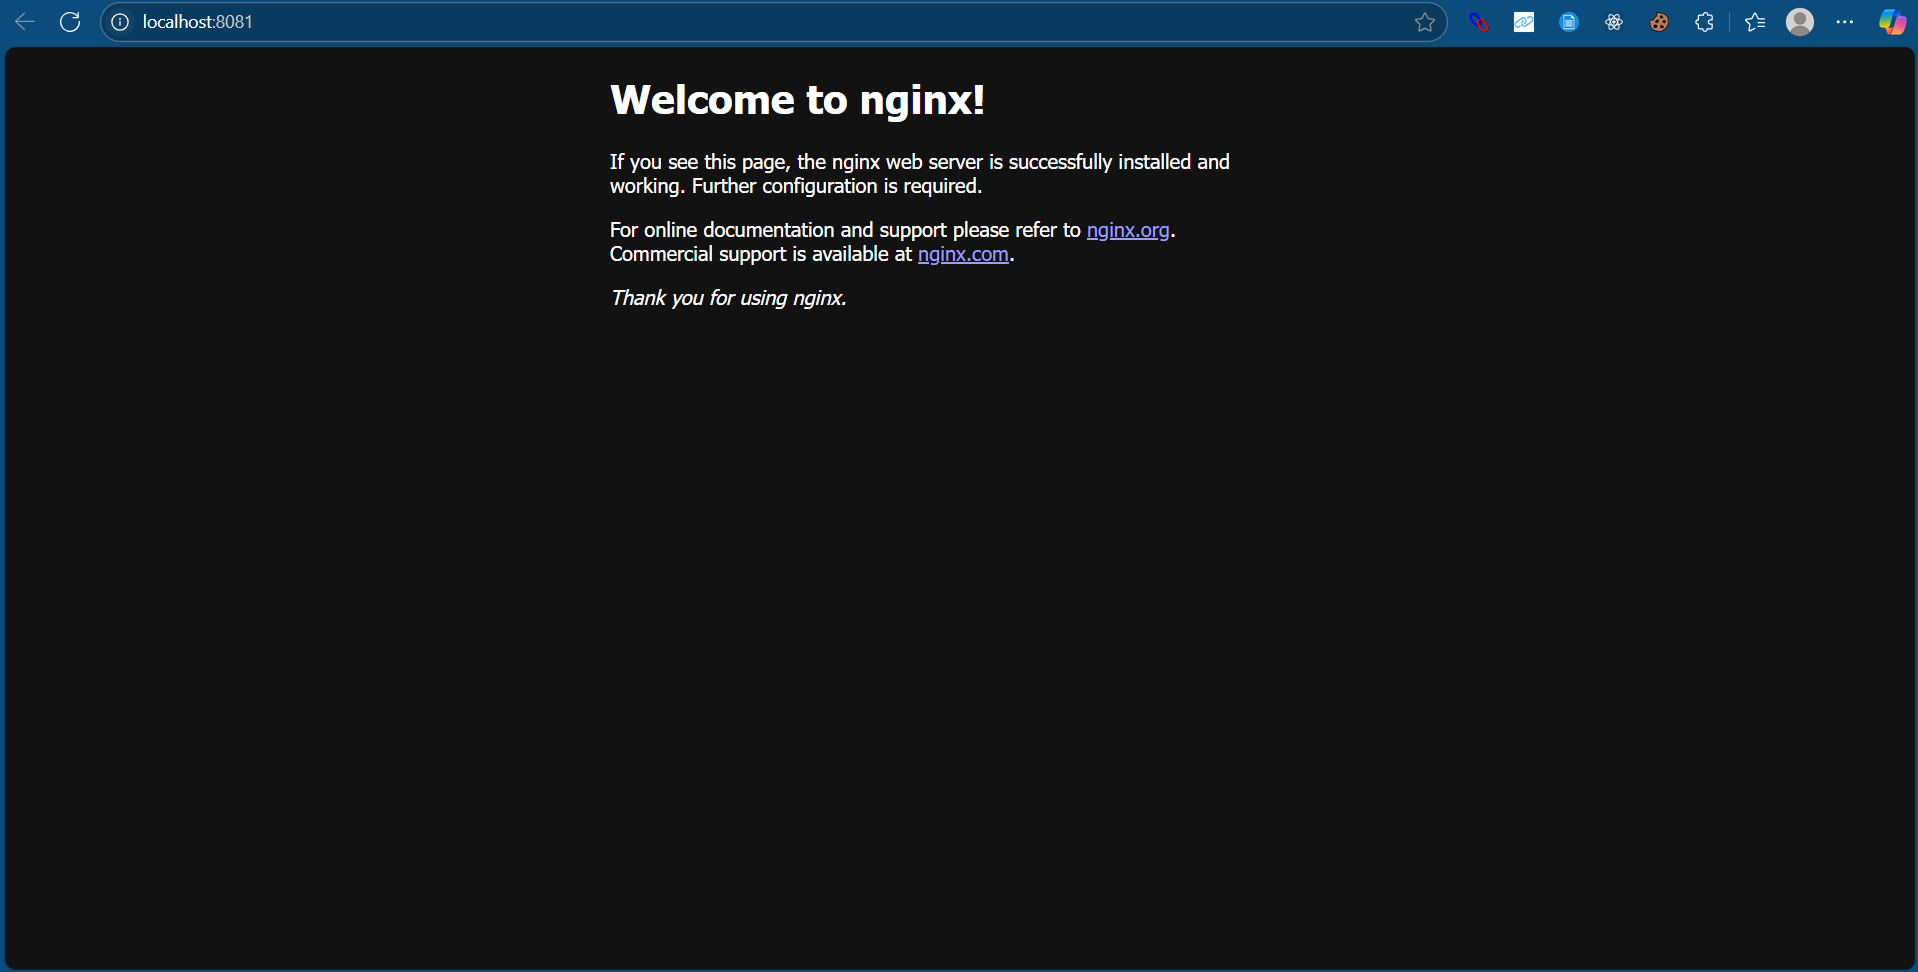 localhost:8081
Welcome to nginx!
If you see this page, the nginx web server is successfully installed and
working. Further configuration is required.
For online documentation and support please refer to nginx.org.
Commercial support is available at nginx.com.
Thank you for using nginx.